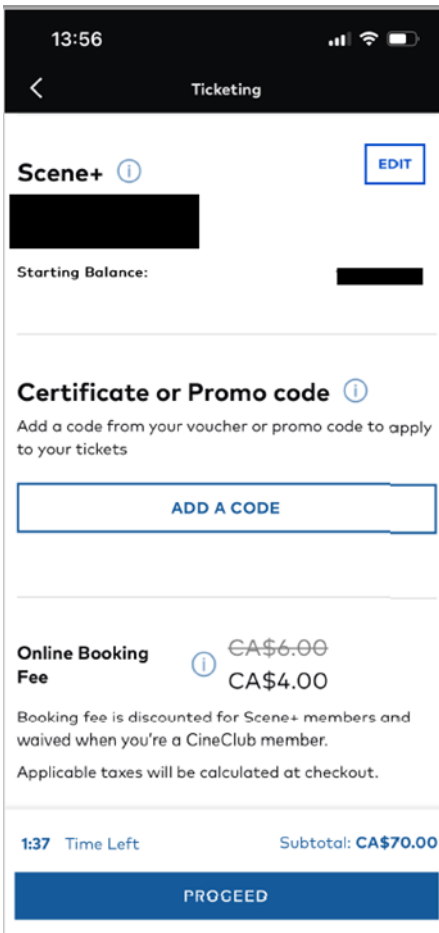 13:56
Ticketing
Scene+
EDIT
Starting Balance:
Certificate or Promo code
Add a code from your voucher or promo code to apply
to your tickets
ADD A CODE
Online Booking
Fee
CA$6.00
CA$4.00
Booking fee is discounted for Scene+ members and
waived when you're a CineClub member.
Applicable taxes will be calculated at checkout.
1:37 Time Left
Subtotal: CA$70.00
PROCEED